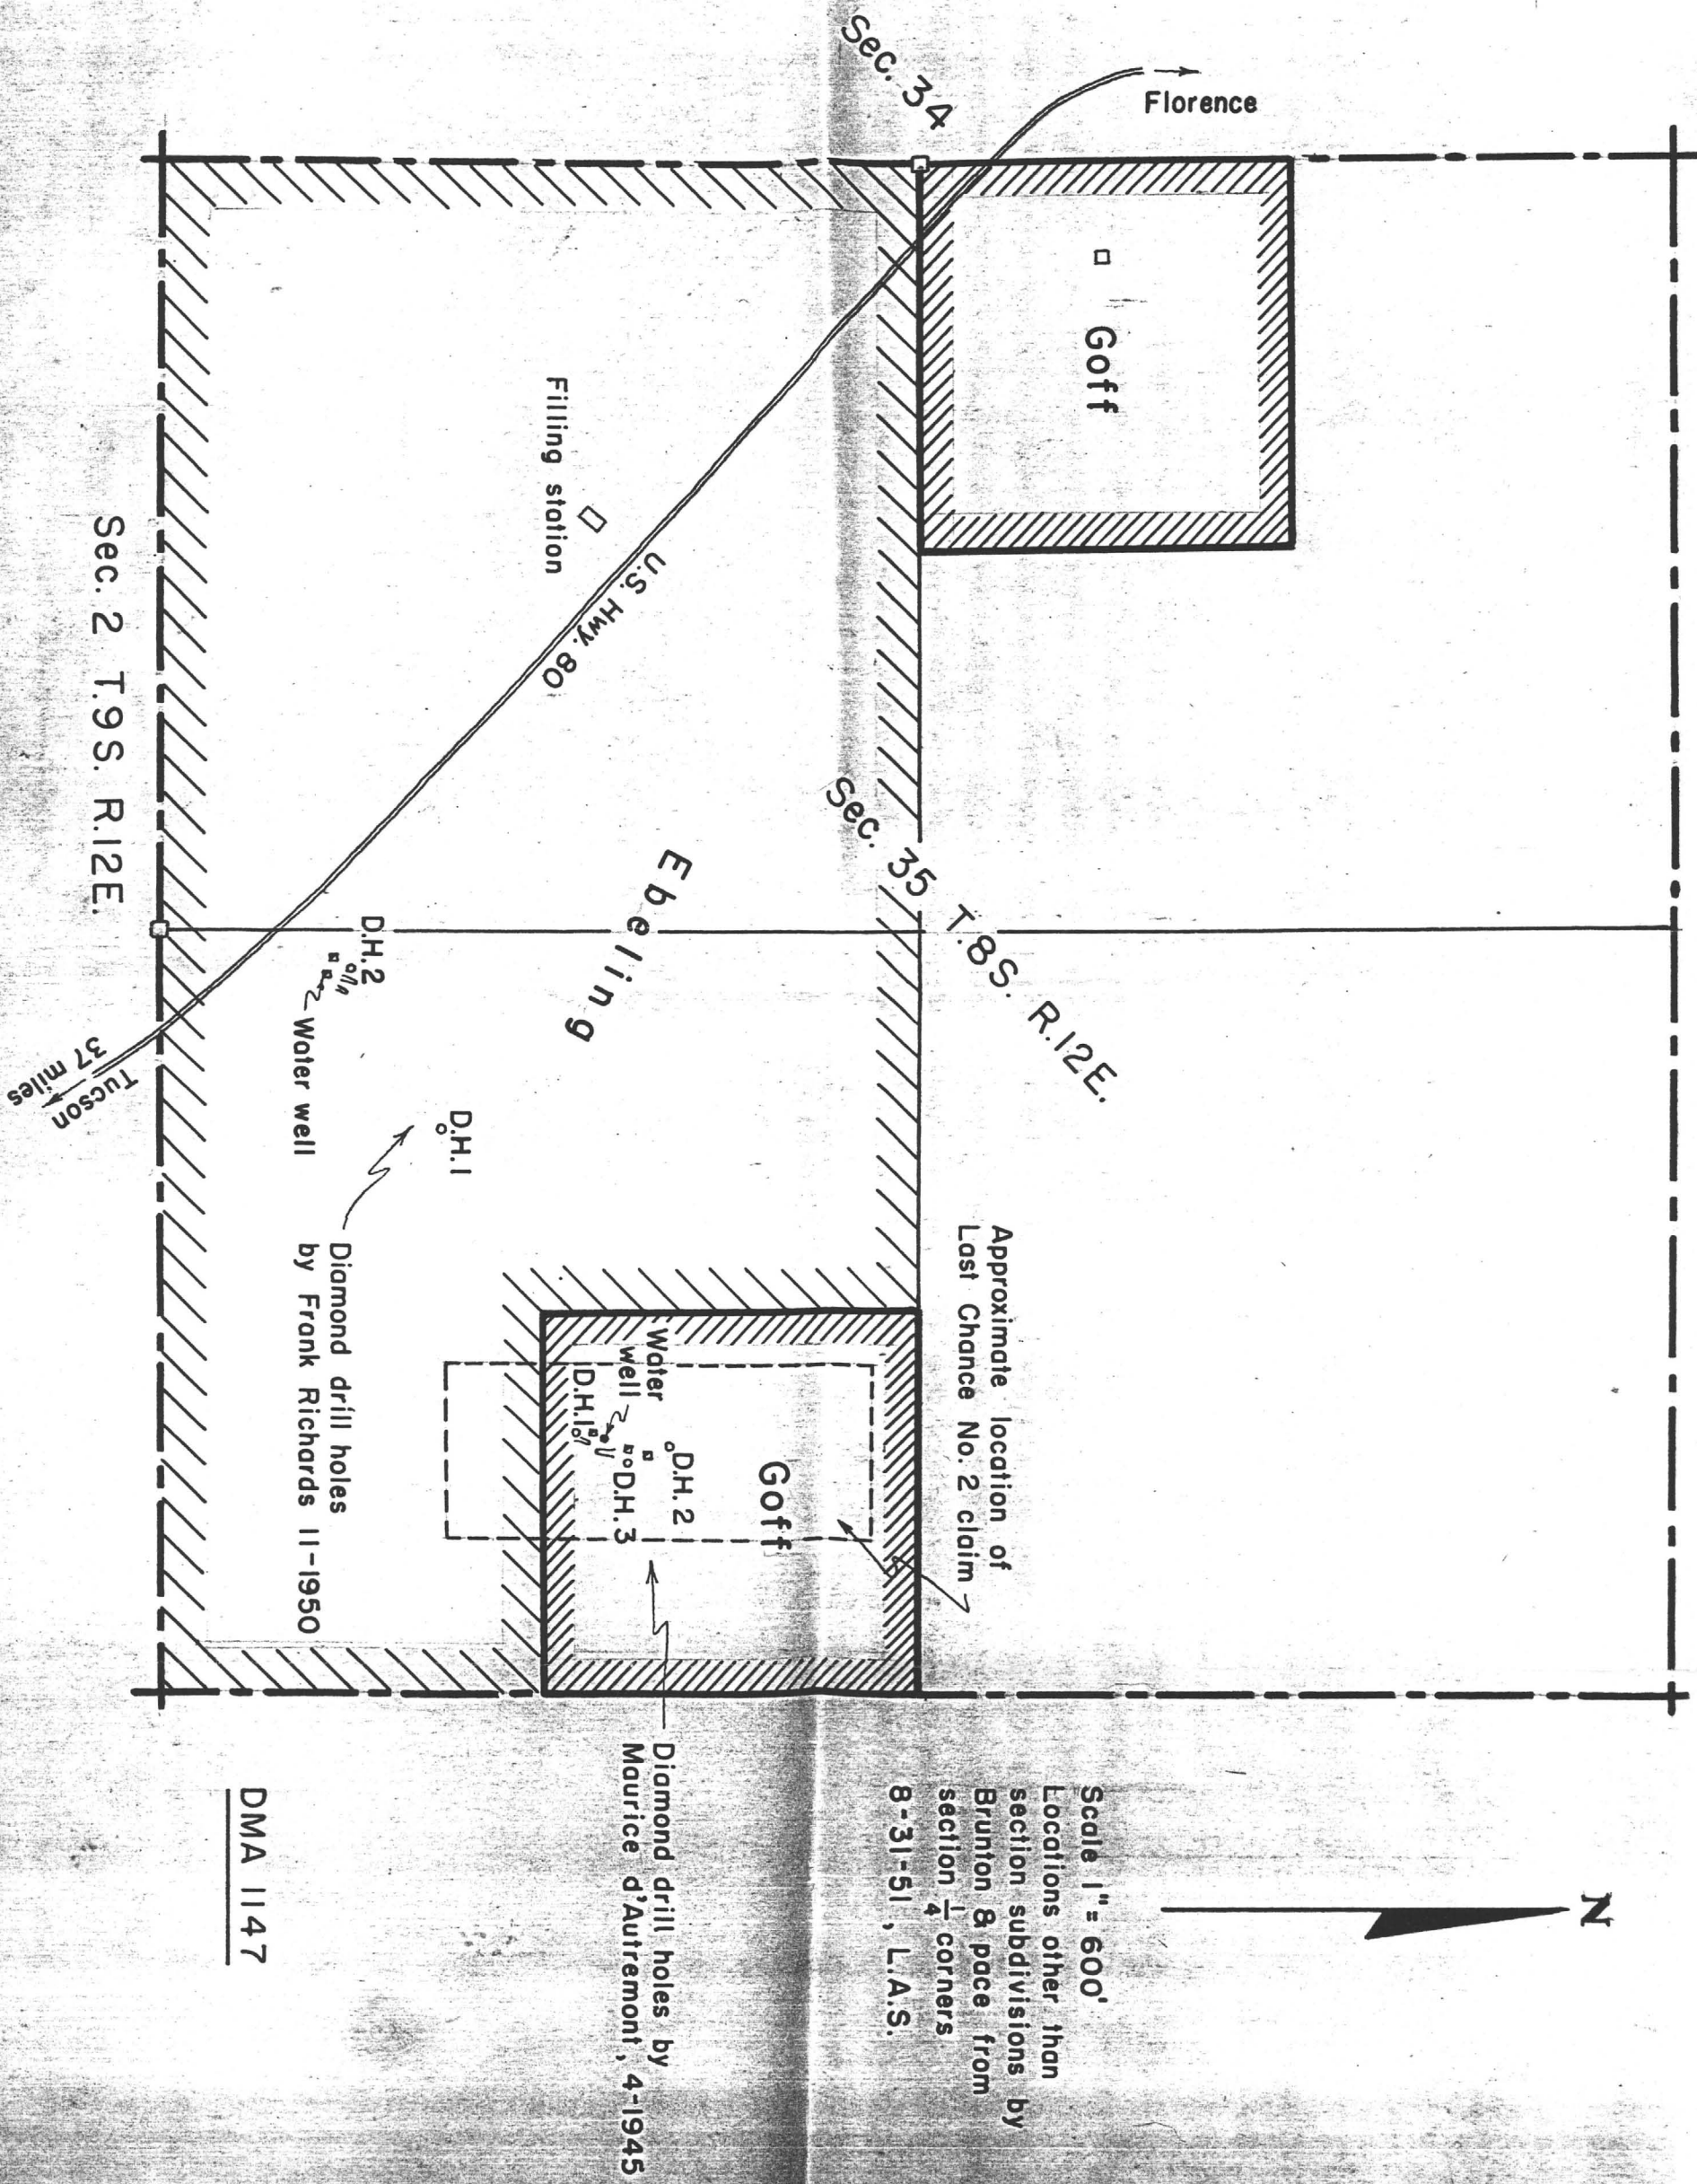 N
Scale 1" = 600'
Locations other than
section subdivisions by
Brunton & pace from
section 1/4 corners
8-31-51, L.A.S.
Florence
Sec. 34
Goff
Sec. 35 T.8S. R.12E.
Approximate location of
Last Chance No. 2 claim
Ebeling
U.S. Hwy. 80
Filling station
Goff
Water
well
D.H.1
D.H.2
D.H.3
Diamond drill holes by
Maurice d'Autremont, 4-1945
D.H.1
D.H.2
Water well
Diamond drill holes
by Frank Richards 11-1950
Tucson
37 miles
Sec. 2 T.9S. R.12E.
DMA 1147